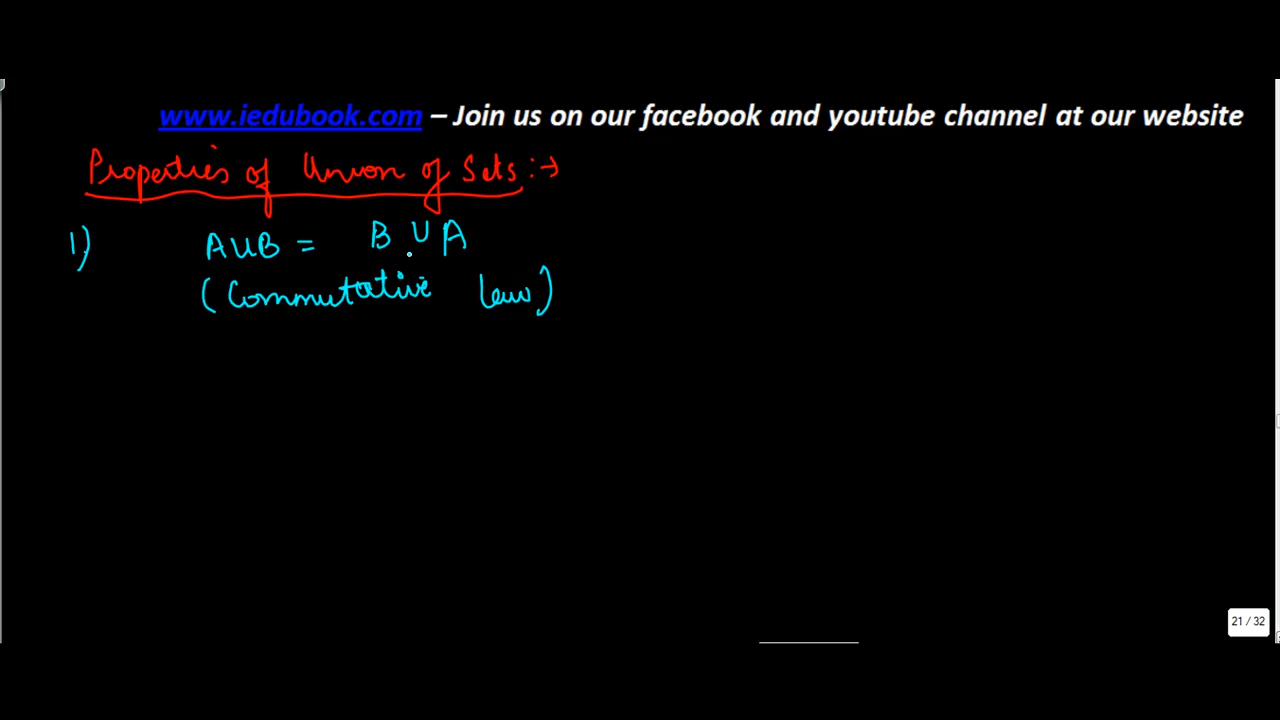 www.iedubook.com – Join us on our facebook and youtube channel at our website
Properties of Union of Sets :→
1) A∪B = B∪A
(Commutative law)
21 / 32